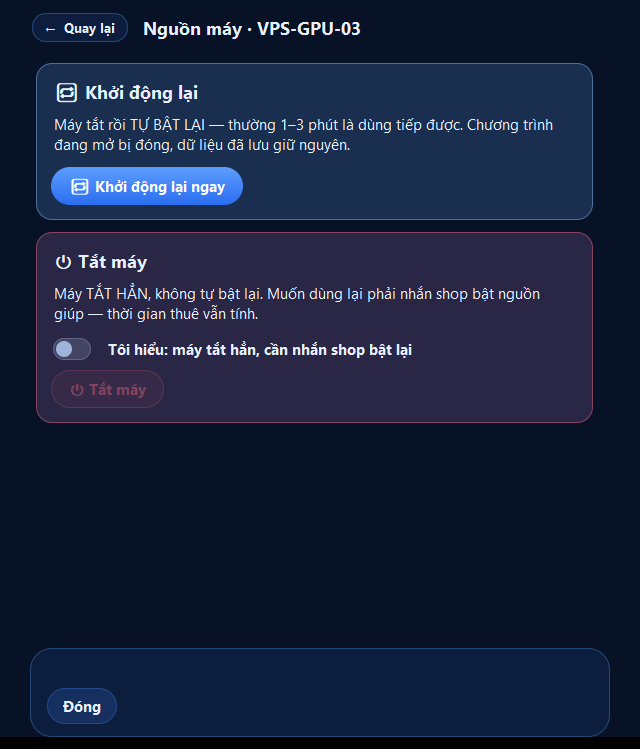 ← Quay lại
Nguồn máy · VPS-GPU-03
Khởi động lại
Máy tắt rồi TỰ BẬT LẠI — thường 1–3 phút là dùng tiếp được. Chương trình
đang mở bị đóng, dữ liệu đã lưu giữ nguyên.
Khởi động lại ngay
Tắt máy
Máy TẮT HẲN, không tự bật lại. Muốn dùng lại phải nhắn shop bật nguồn
giúp — thời gian thuê vẫn tính.
Tôi hiểu: máy tắt hẳn, cần nhắn shop bật lại
Tắt máy
Đóng